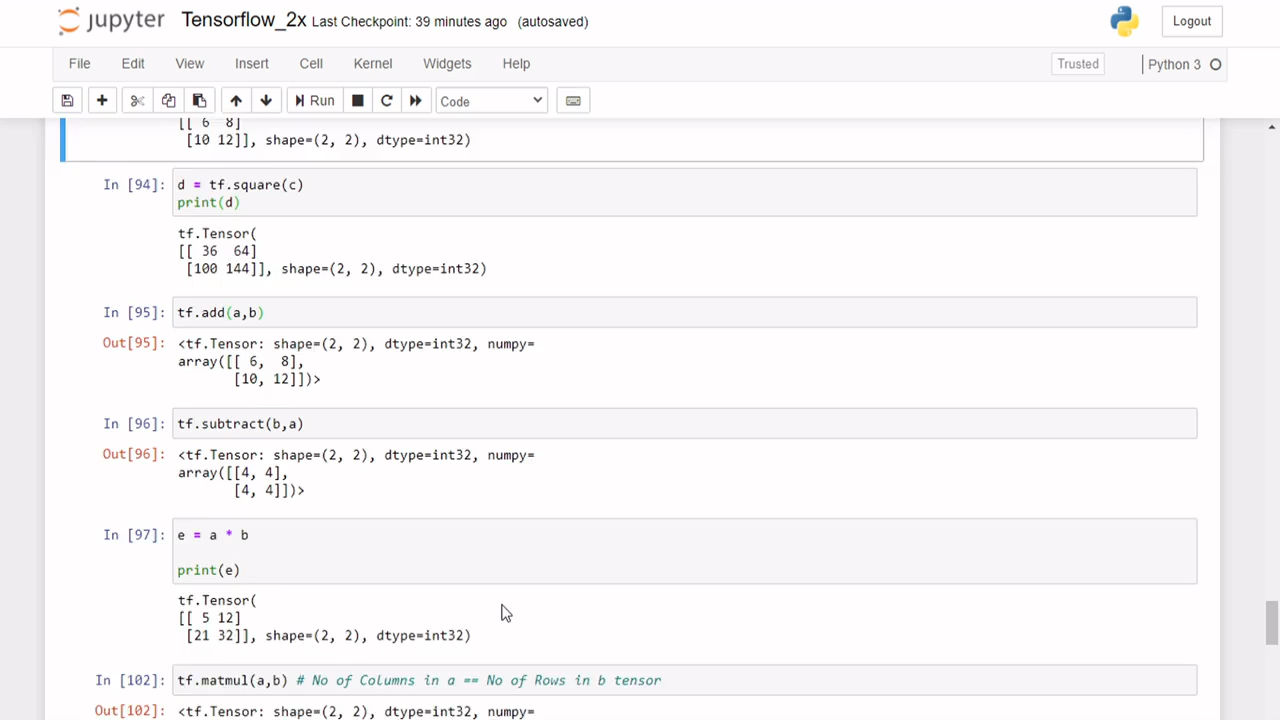 jupyter Tensorflow_2x Last Checkpoint: 39 minutes ago (autosaved) Logout
File Edit View Insert Cell Kernel Widgets Help Trusted Python 3
Run Code
[[ 6  8]
 [10 12]], shape=(2, 2), dtype=int32)
In [94]: d = tf.square(c)
print(d)
tf.Tensor(
[[ 36  64]
 [100 144]], shape=(2, 2), dtype=int32)
In [95]: tf.add(a,b)
Out[95]: <tf.Tensor: shape=(2, 2), dtype=int32, numpy=
array([[ 6,  8],
       [10, 12]])>
In [96]: tf.subtract(b,a)
Out[96]: <tf.Tensor: shape=(2, 2), dtype=int32, numpy=
array([[4, 4],
       [4, 4]])>
In [97]: e = a * b
print(e)
tf.Tensor(
[[ 5 12]
 [21 32]], shape=(2, 2), dtype=int32)
In [102]: tf.matmul(a,b) # No of Columns in a == No of Rows in b tensor
Out[102]: <tf.Tensor: shape=(2, 2), dtype=int32, numpy=